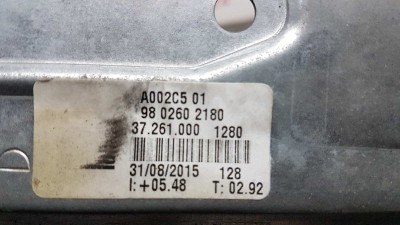 A002C5 01
98 0260 2180
37.261.000 1280
31/08/2015 128
I: +05.48 T: 02.92